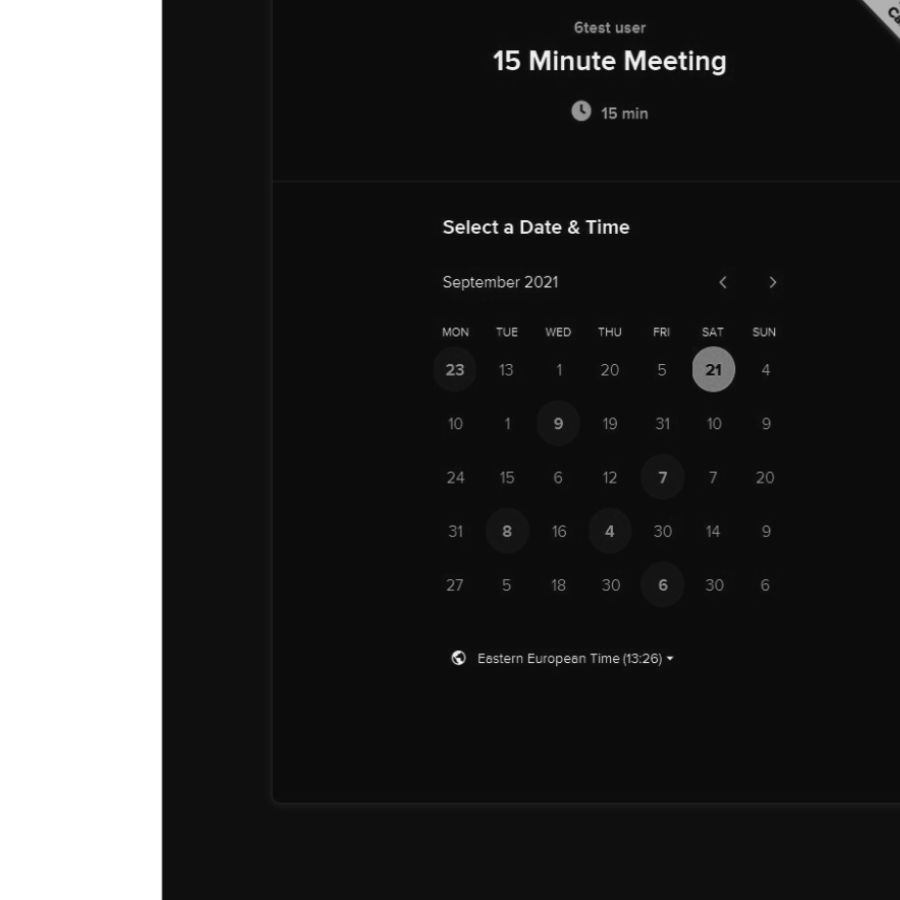 6test user
15 Minute Meeting
15 min
Select a Date & Time
September 2021
MON TUE WED THU FRI SAT SUN
23 13 1 20 5 21 4
10 1 9 19 31 10 9
24 15 6 12 7 7 20
31 8 16 4 30 14 9
27 5 18 30 6 30 6
Eastern European Time (13:26)